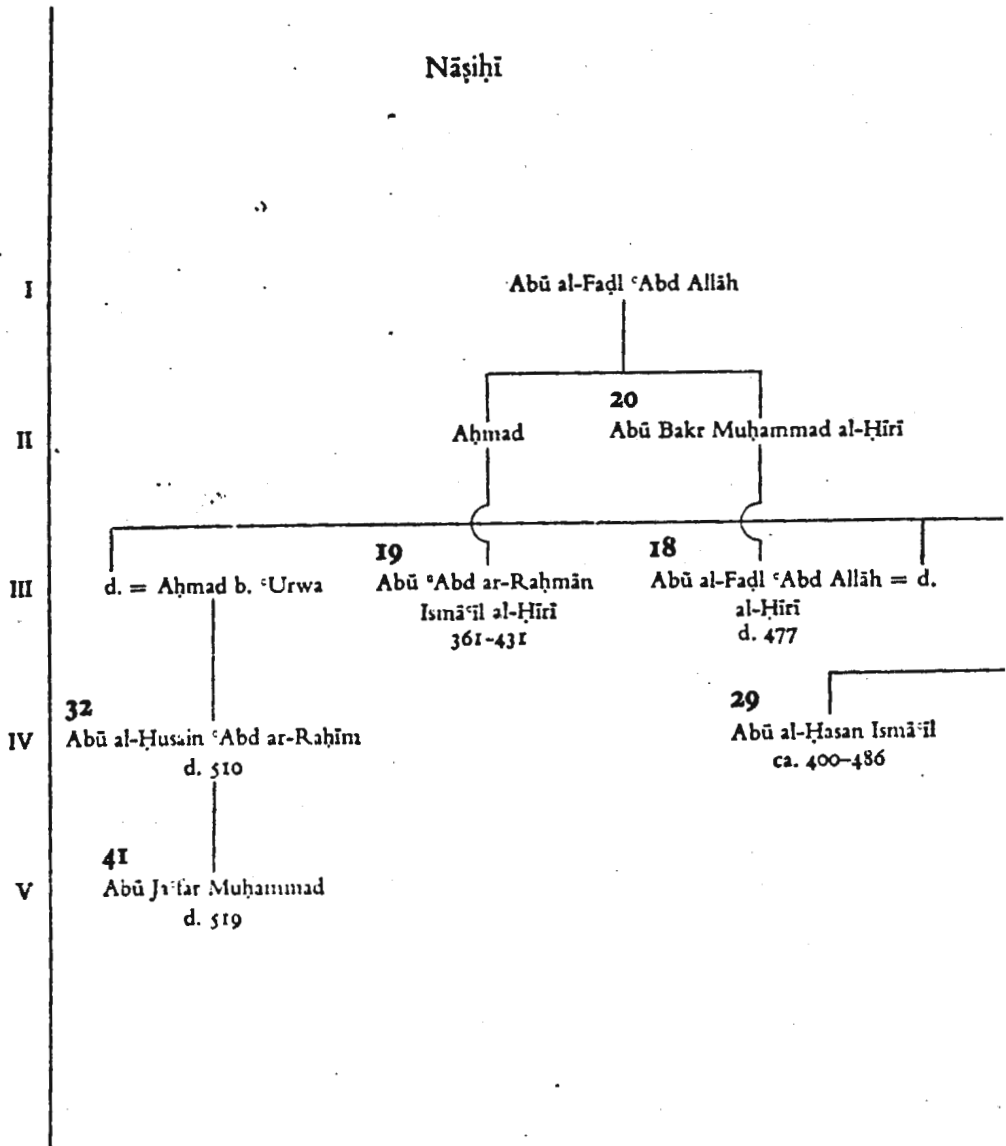 Nāṣiḥī
I
Abū al-Faḍl ʿAbd Allāh
20
II
Aḥmad
Abū Bakr Muḥammad al-Ḥīrī
19
18
III
d. = Aḥmad b. ʿUrwa
Abū ʿAbd ar-Raḥmān
Ismāʿīl al-Ḥīrī
361-431
Abū al-Faḍl ʿAbd Allāh = d.
al-Ḥīrī
d. 477
32
29
IV
Abū al-Ḥusain ʿAbd ar-Raḥīm
d. 510
Abū al-Ḥasan Ismāʿīl
ca. 400–486
41
V
Abū Jaʿfar Muḥammad
d. 519